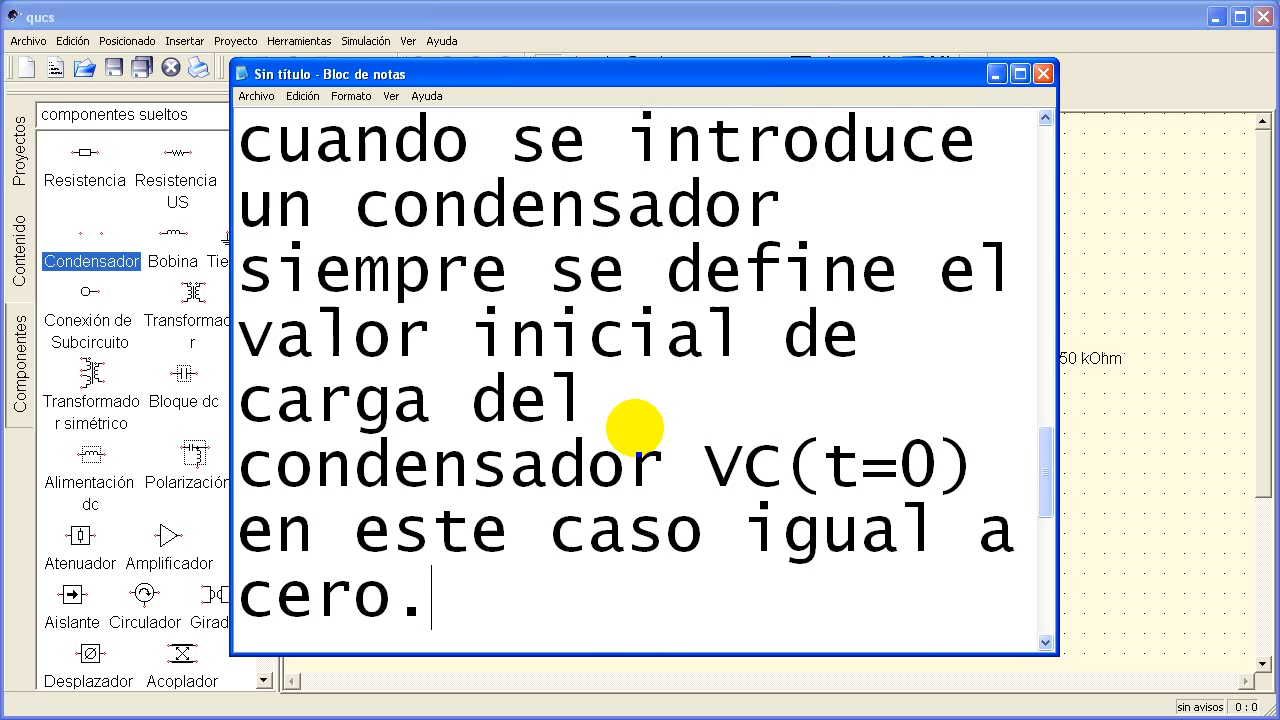 qucs
Archivo Edición Posicionado Insertar Proyecto Herramientas Simulación Ver Ayuda
Sin título - Bloc de notas
Archivo Edición Formato Ver Ayuda
cuando se introduce
un condensador
siempre se define el
valor inicial de
carga del
condensador VC(t=0)
en este caso igual a
cero.
Proyectos
Contenido
Componentes
componentes sueltos
Resistencia
Resistencia
US
Condensador
Bobina
Conexión de
Subcircuito
Transformad
r
Transformado
r simétrico
Bloque dc
Alimentación
dc
Polarización
Atenuador
Amplificador
Aislante
Circulador
Desplazador
Acoplador
50 kOhm
sin avisos
0 : 0